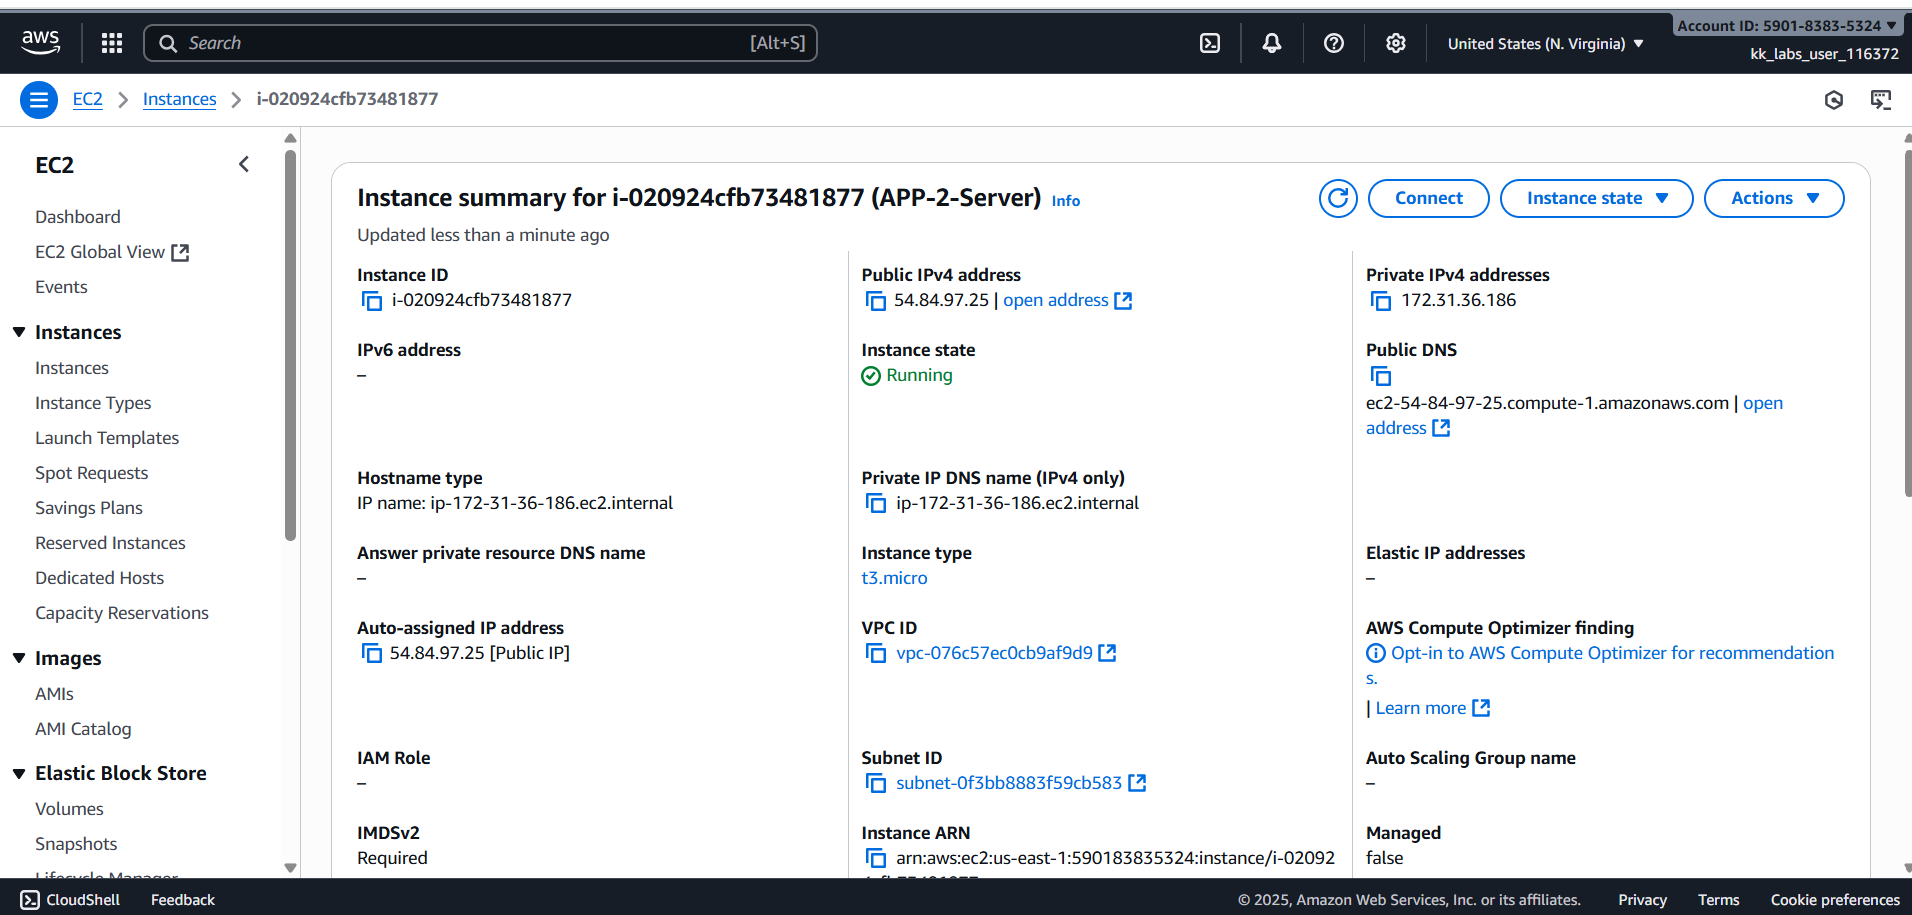 aws
Search [Alt+S]
United States (N. Virginia)
Account ID: 5901-8383-5324
kk_labs_user_116372
EC2
Instances
i-020924cfb73481877
EC2
Dashboard
EC2 Global View
Events
Instances
Instances
Instance Types
Launch Templates
Spot Requests
Savings Plans
Reserved Instances
Dedicated Hosts
Capacity Reservations
Images
AMIs
AMI Catalog
Elastic Block Store
Volumes
Snapshots
Lifecycle Manager
Instance summary for i-020924cfb73481877 (APP-2-Server) Info
Updated less than a minute ago
Connect
Instance state
Actions
Instance ID
i-020924cfb73481877
Public IPv4 address
54.84.97.25 | open address
Private IPv4 addresses
172.31.36.186
IPv6 address
–
Instance state
Running
Public DNS
ec2-54-84-97-25.compute-1.amazonaws.com | open
address
Hostname type
IP name: ip-172-31-36-186.ec2.internal
Private IP DNS name (IPv4 only)
ip-172-31-36-186.ec2.internal
Answer private resource DNS name
–
Instance type
t3.micro
Elastic IP addresses
–
Auto-assigned IP address
54.84.97.25 [Public IP]
VPC ID
vpc-076c57ec0cb9af9d9
AWS Compute Optimizer finding
Opt-in to AWS Compute Optimizer for recommendation
s.
| Learn more
IAM Role
–
Subnet ID
subnet-0f3bb8883f59cb583
Auto Scaling Group name
–
IMDSv2
Required
Instance ARN
arn:aws:ec2:us-east-1:590183835324:instance/i-02092
Managed
false
CloudShell
Feedback
© 2025, Amazon Web Services, Inc. or its affiliates.
Privacy
Terms
Cookie preferences